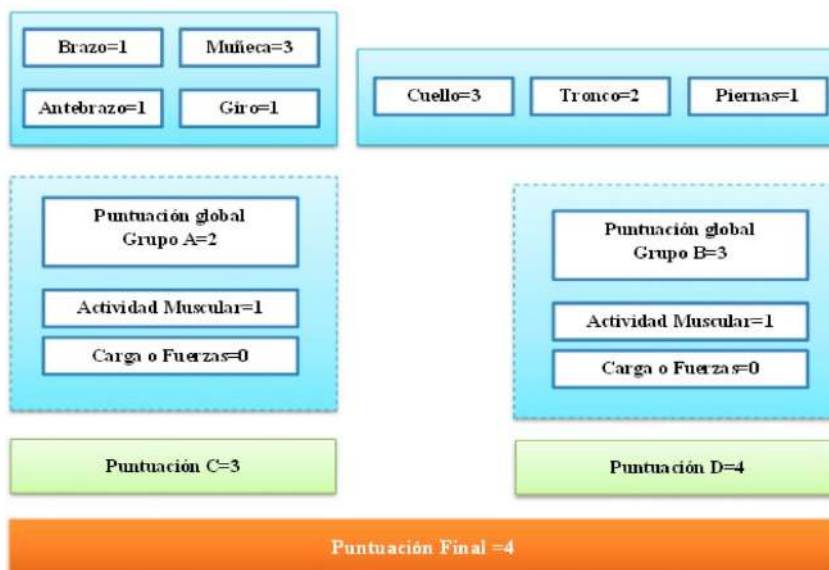 Brazo=1
Muñeca=3
Antebrazo=1
Giro=1
Cuello=3
Tronco=2
Piernas=1
Puntuación global
Grupo A=2
Actividad Muscular=1
Carga o Fuerzas=0
Puntuación global
Grupo B=3
Actividad Muscular=1
Carga o Fuerzas=0
Puntuación C=3
Puntuación D=4
Puntuación Final =4